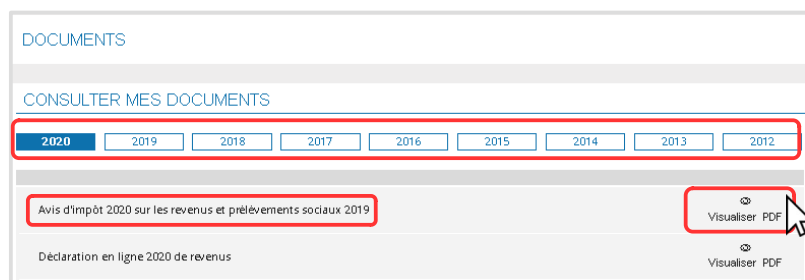 DOCUMENTS
CONSULTER MES DOCUMENTS
2020 2019 2018 2017 2016 2015 2014 2013 2012
Avis d'impôt 2020 sur les revenus et prélèvements sociaux 2019
Visualiser PDF
Déclaration en ligne 2020 de revenus
Visualiser PDF